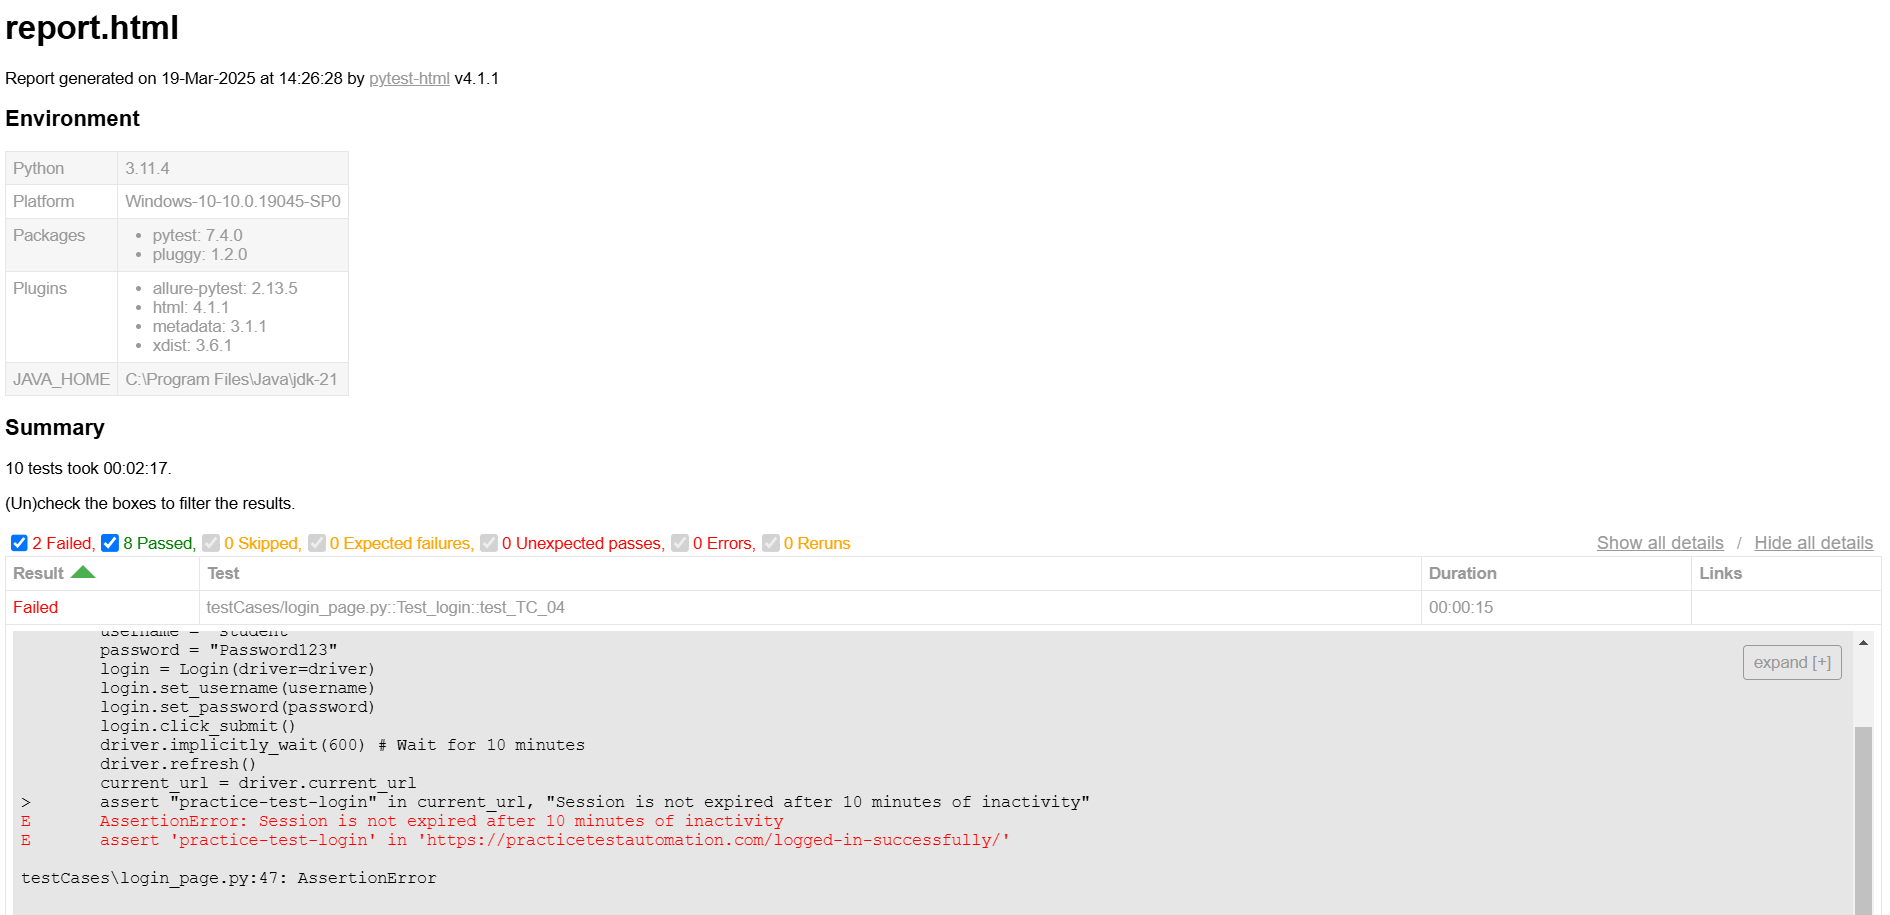 report.html
Report generated on 19-Mar-2025 at 14:26:28 by pytest-html v4.1.1
Environment
Python 3.11.4
Platform Windows-10-10.0.19045-SP0
Packages • pytest: 7.4.0
• pluggy: 1.2.0
Plugins • allure-pytest: 2.13.5
• html: 4.1.1
• metadata: 3.1.1
• xdist: 3.6.1
JAVA_HOME C:\Program Files\Java\jdk-21
Summary
10 tests took 00:02:17.
(Un)check the boxes to filter the results.
2 Failed, 8 Passed, 0 Skipped, 0 Expected failures, 0 Unexpected passes, 0 Errors, 0 Reruns Show all details / Hide all details
Result Test Duration Links
Failed testCases/login_page.py::Test_login::test_TC_04 00:00:15
username = "student"
password = "Password123" expand [+]
login = Login(driver=driver)
login.set_username(username)
login.set_password(password)
login.click_submit()
driver.implicitly_wait(600) # Wait for 10 minutes
driver.refresh()
current_url = driver.current_url
> assert "practice-test-login" in current_url, "Session is not expired after 10 minutes of inactivity"
E AssertionError: Session is not expired after 10 minutes of inactivity
E assert 'practice-test-login' in 'https://practicetestautomation.com/logged-in-successfully/'
testCases\login_page.py:47: AssertionError